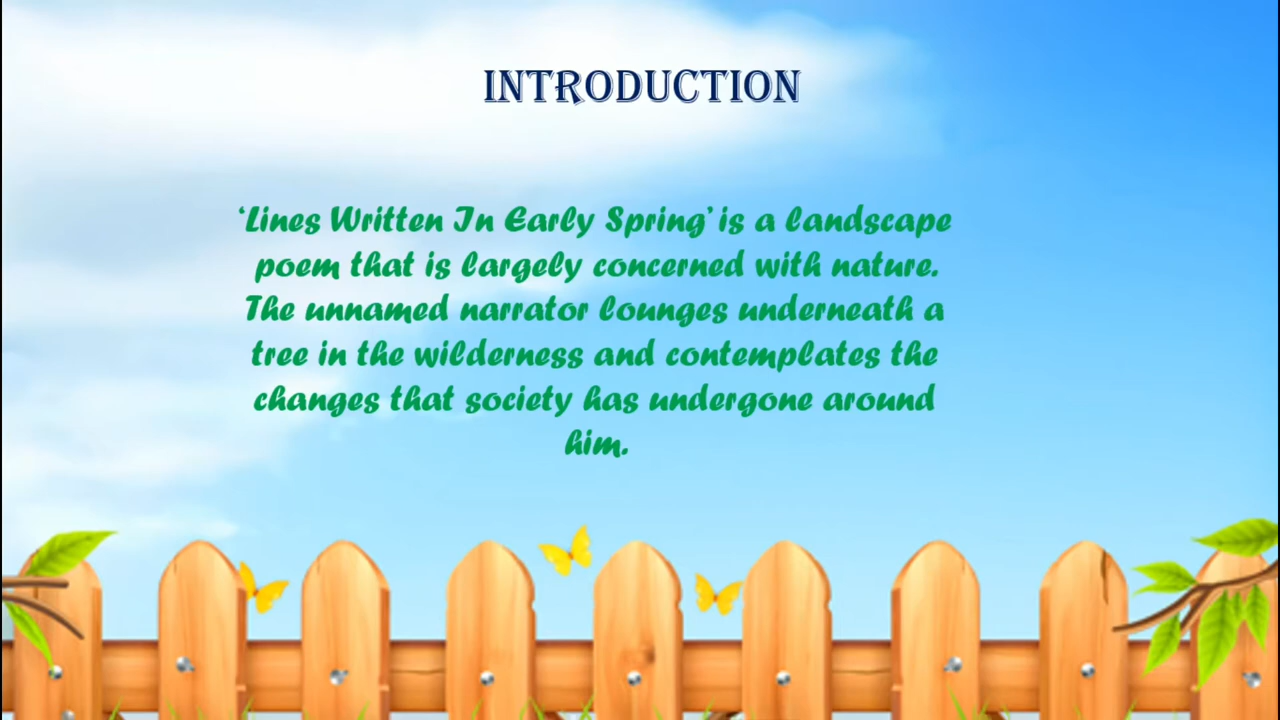 INTRODUCTION
‘Lines Written In Early Spring’ is a landscape
poem that is largely concerned with nature.
The unnamed narrator lounges underneath a
tree in the wilderness and contemplates the
changes that society has undergone around
him.